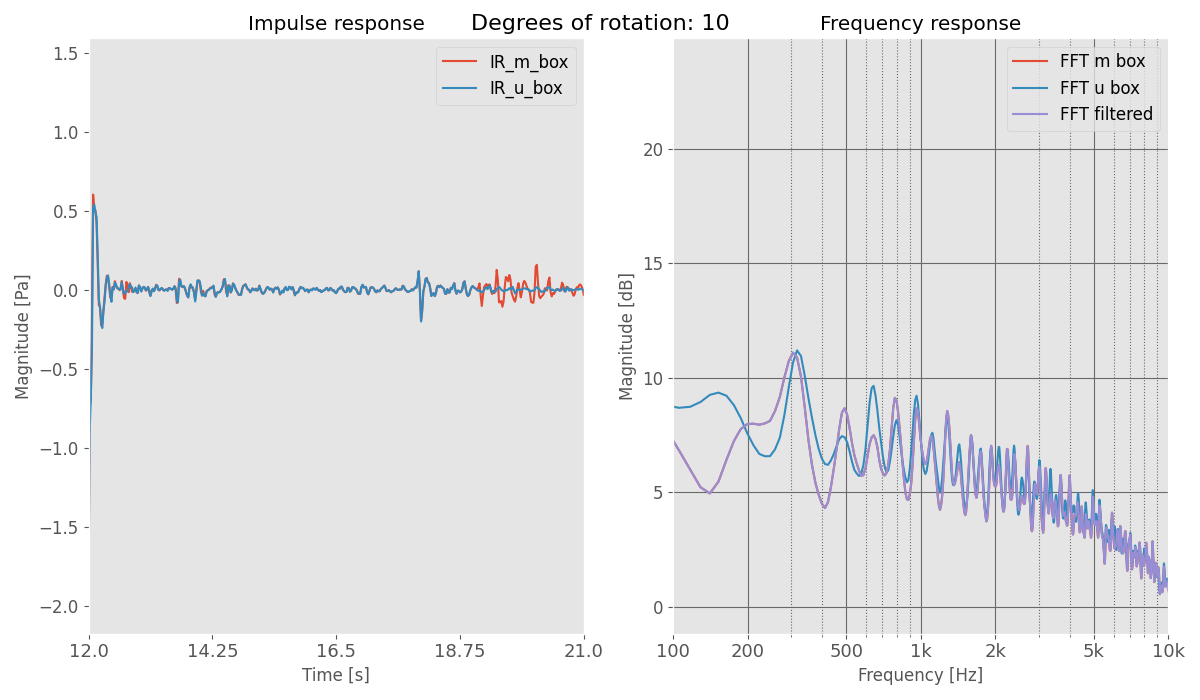 Degrees of rotation: 10
Impulse response
IR_m_box
IR_u_box
Magnitude [Pa]
1.5
1.0
0.5
0.0
−0.5
−1.0
−1.5
−2.0
12.0 14.25 16.5 18.75 21.0
Time [s]
Frequency response
FFT m box
FFT u box
FFT filtered
Magnitude [dB]
20
15
10
5
0
100 200 500 1k 2k 5k 10k
Frequency [Hz]